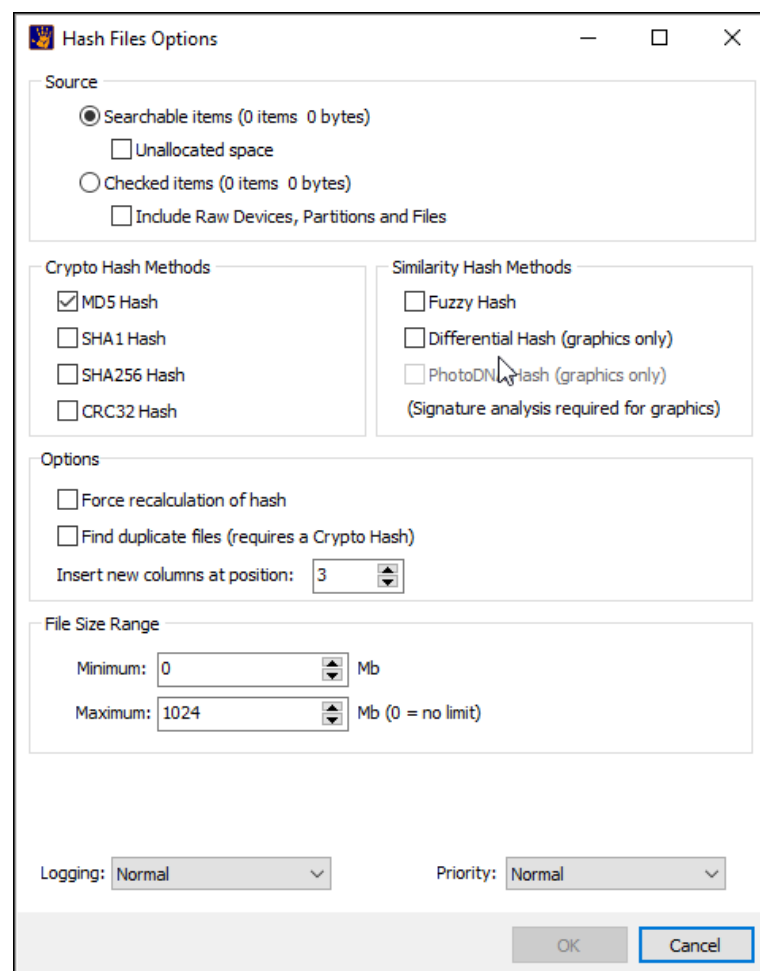 Hash Files Options
Source
Searchable items (0 items 0 bytes)
Unallocated space
Checked items (0 items 0 bytes)
Include Raw Devices, Partitions and Files
Crypto Hash Methods
MD5 Hash
SHA1 Hash
SHA256 Hash
CRC32 Hash
Similarity Hash Methods
Fuzzy Hash
Differential Hash (graphics only)
PhotoDNA Hash (graphics only)
(Signature analysis required for graphics)
Options
Force recalculation of hash
Find duplicate files (requires a Crypto Hash)
Insert new columns at position: 3
File Size Range
Minimum: 0 Mb
Maximum: 1024 Mb (0 = no limit)
Logging: Normal Priority: Normal
OK Cancel